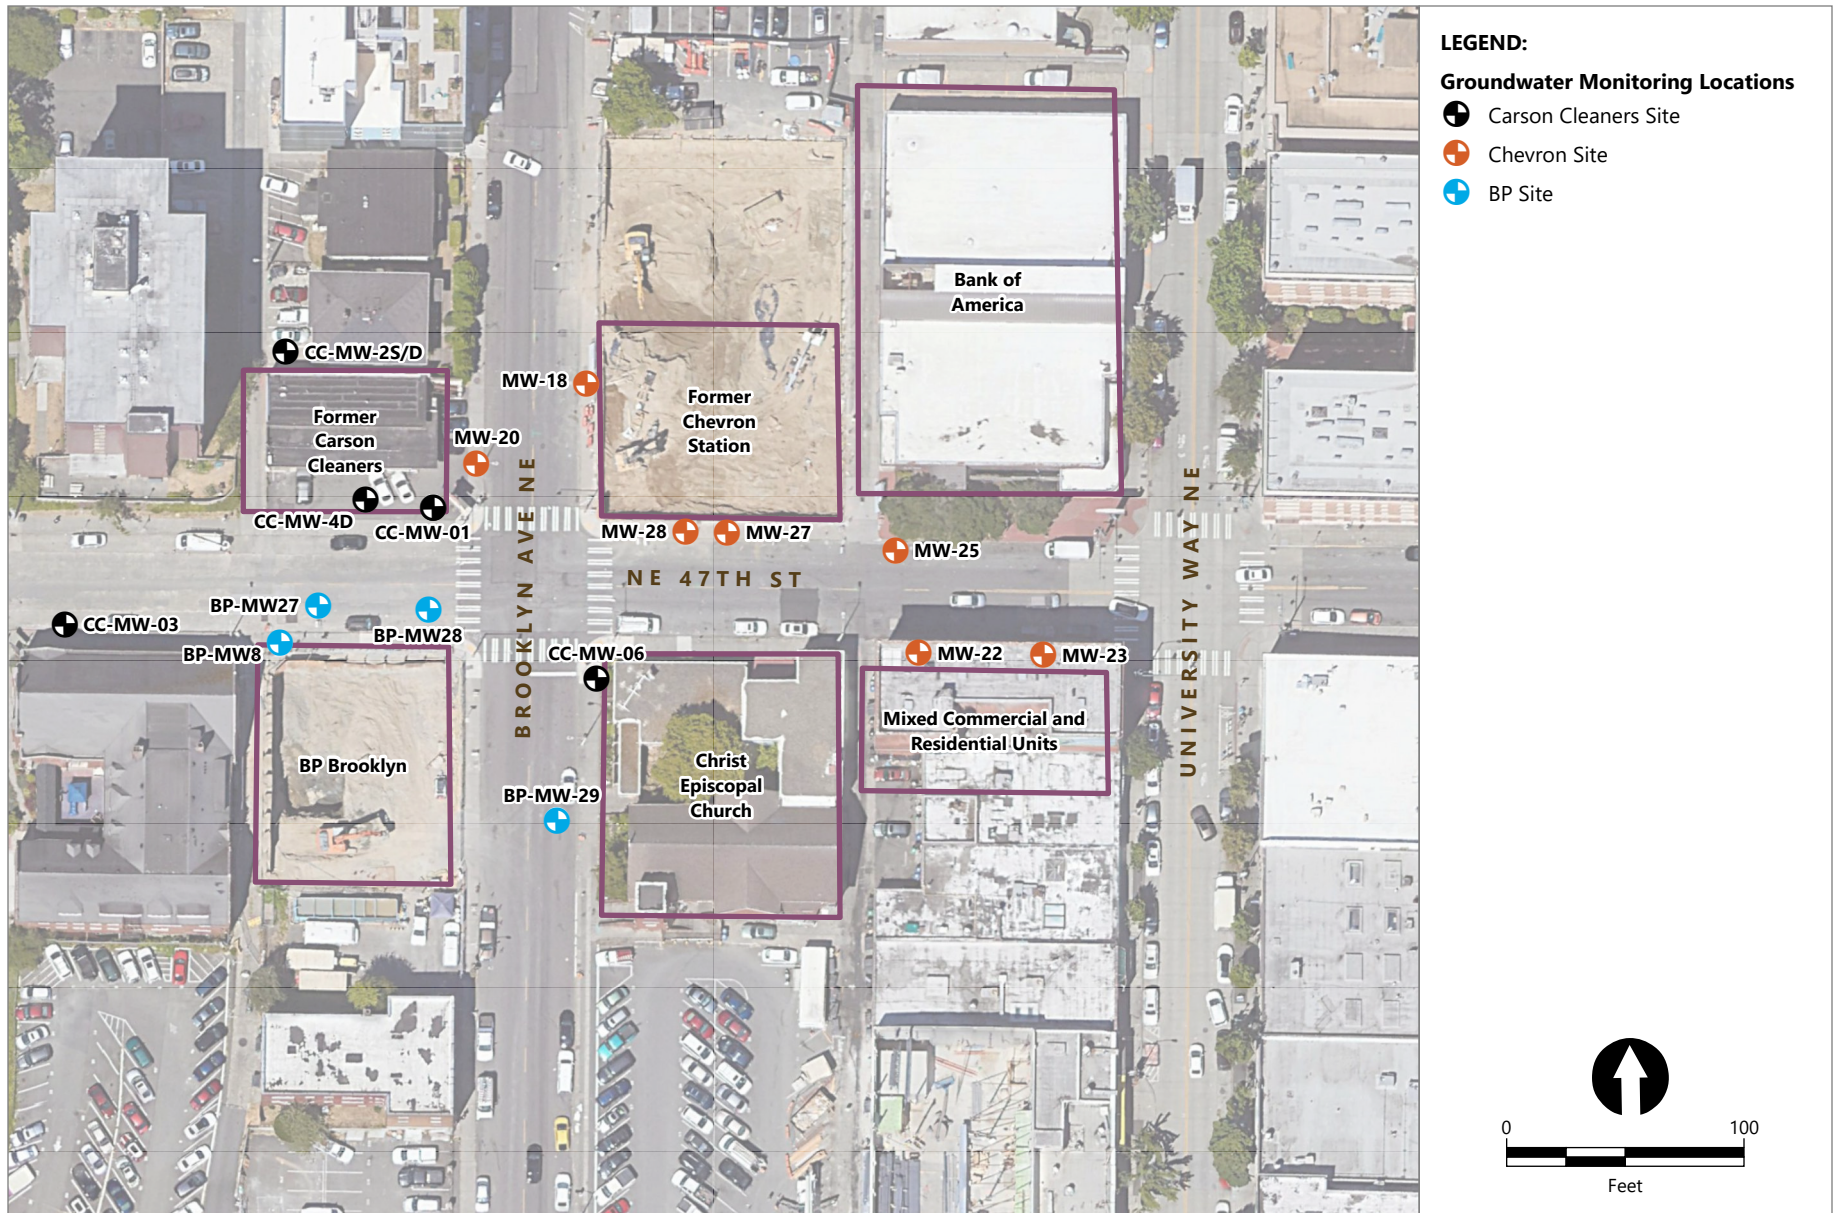 LEGEND:
Groundwater Monitoring Locations
Carson Cleaners Site
Chevron Site
BP Site
Bank of
America
CC-MW-2S/D
MW-18
Former
Carson
Cleaners
Former
Chevron
Station
MW-20
CC-MW-4D
CC-MW-01
MW-28
MW-27
MW-25
BROOKLYN AVE NE
NE 47TH ST
UNIVERSITY WAY NE
BP-MW27
BP-MW28
CC-MW-03
BP-MW8
CC-MW-06
MW-22
MW-23
Mixed Commercial and
Residential Units
BP Brooklyn
Christ
Episcopal
Church
BP-MW-29
0 100
Feet